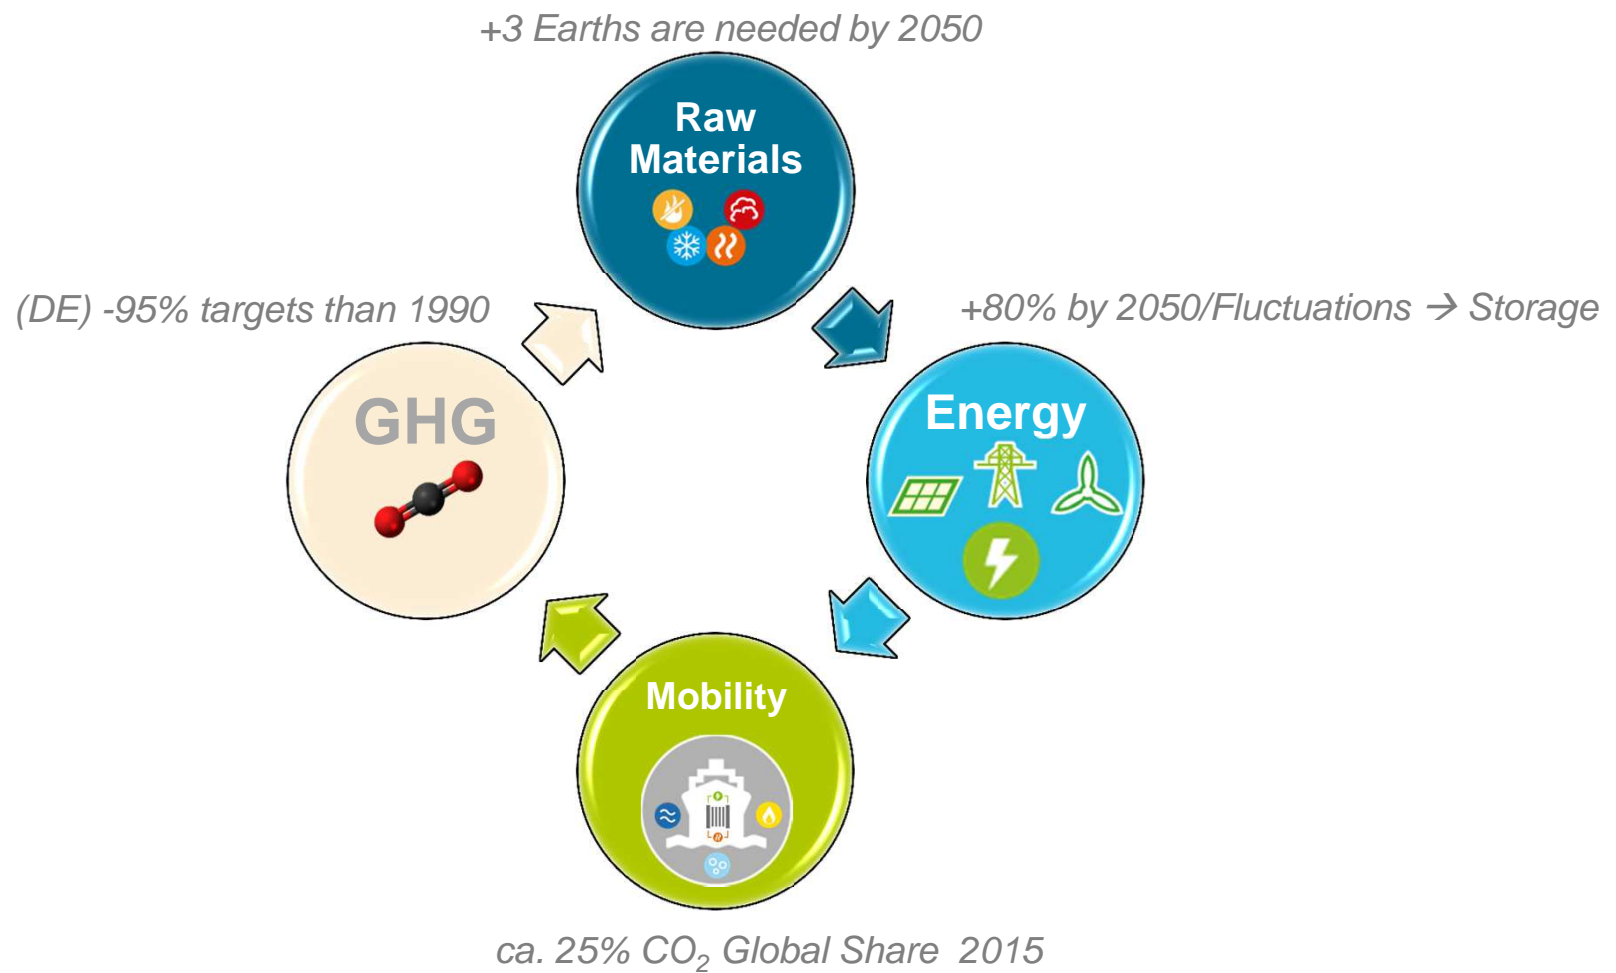 +3 Earths are needed by 2050
Raw
Materials
(DE) -95% targets than 1990
+80% by 2050/Fluctuations → Storage
GHG
Energy
Mobility
ca. 25% CO₂ Global Share 2015